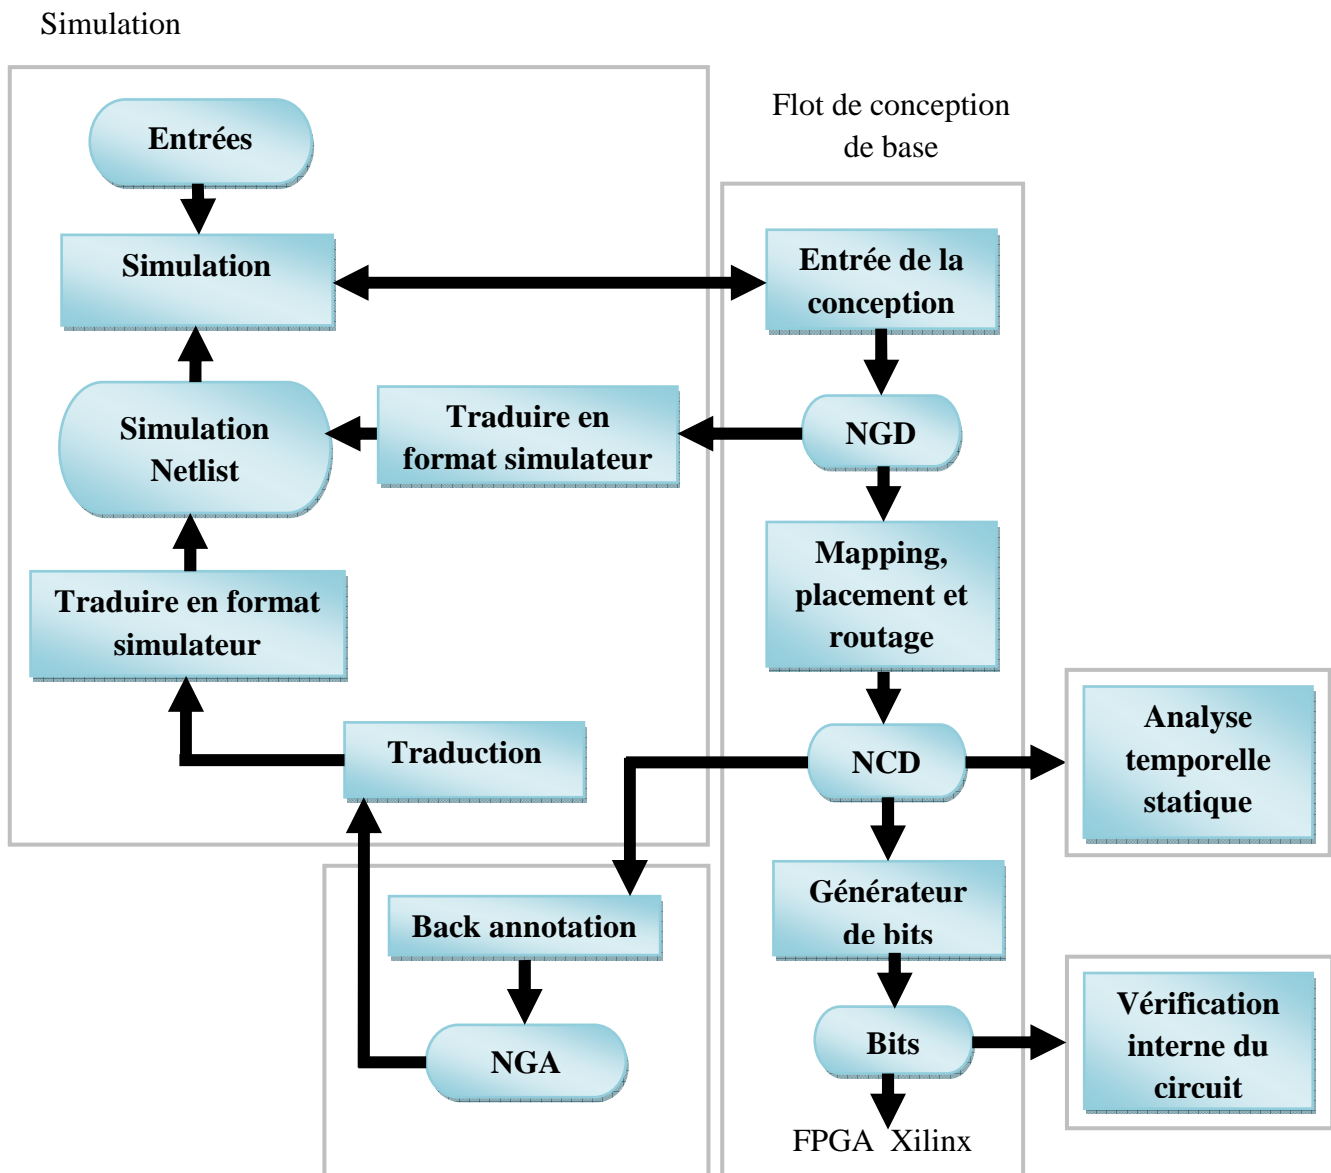 Simulation
Entrées
Simulation
Simulation
Netlist
Traduire en
format simulateur
Traduire en format
simulateur
Traduction
Back annotation
NGA
Flot de conception
de base
Entrée de la
conception
NGD
Mapping,
placement et
routage
NCD
Générateur
de bits
Bits
FPGA Xilinx
Analyse
temporelle
statique
Vérification
interne du
circuit